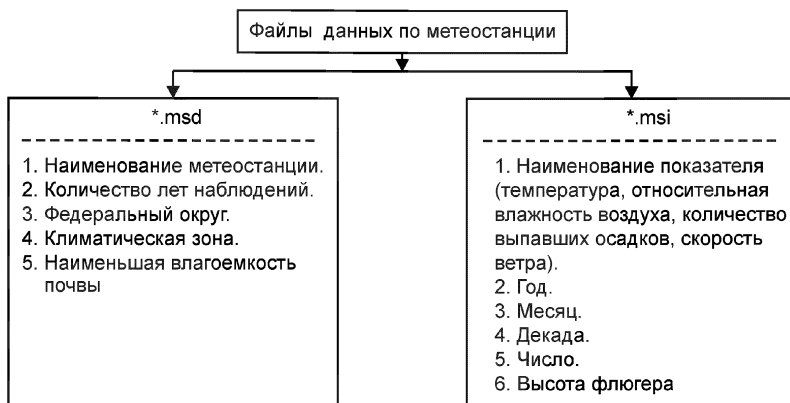 Файлы данных по метеостанции
*.msd
1. Наименование метеостанции.
2. Количество лет наблюдений.
3. Федеральный округ.
4. Климатическая зона.
5. Наименьшая влагоемкость
почвы
*.msi
1. Наименование показателя
(температура, относительная
влажность воздуха, количество
выпавших осадков, скорость
ветра).
2. Год.
3. Месяц.
4. Декада.
5. Число.
6. Высота флюгера